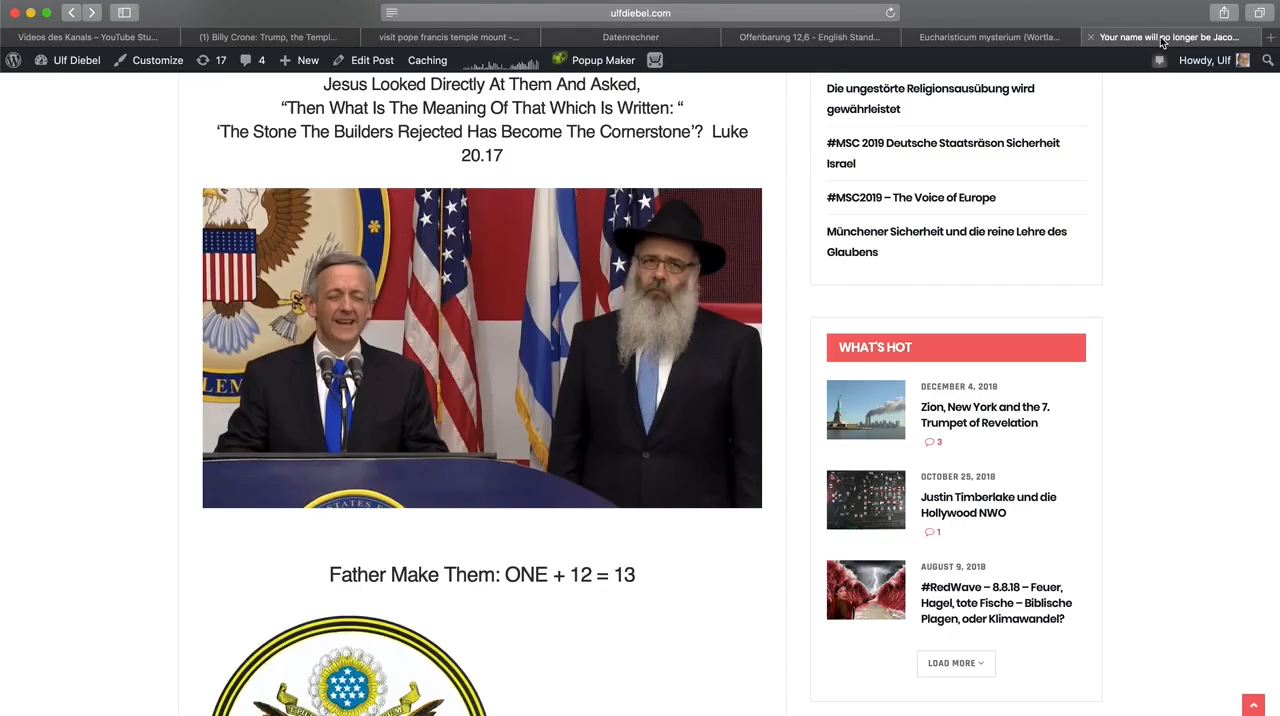 ulfdiebel.com
Videos des Kanals – YouTube Stu...
(1) Billy Crone: Trump, the Templ...
visit pope francis temple mount –...
Datenrechner
Offenbarung 12,6 - English Stand...
Eucharisticum mysterium (Wortla...
Your name will no longer be Jaco...
Ulf Diebel
Customize
17
4
New
Edit Post
Caching
Popup Maker
Howdy, Ulf
Jesus Looked Directly At Them And Asked,
“Then What Is The Meaning Of That Which Is Written: “
‘The Stone The Builders Rejected Has Become The Cornerstone’?  Luke
20.17
LEM
STATES
Father Make Them: ONE + 12 = 13
Die ungestörte Religionsausübung wird
gewährleistet
#MSC 2019 Deutsche Staatsräson Sicherheit
Israel
#MSC2019 – The Voice of Europe
Münchener Sicherheit und die reine Lehre des
Glaubens
WHAT'S HOT
DECEMBER 4, 2018
Zion, New York and the 7.
Trumpet of Revelation
3
OCTOBER 25, 2018
Justin Timberlake und die
Hollywood NWO
1
AUGUST 9, 2018
#RedWave – 8.8.18 – Feuer,
Hagel, tote Fische – Biblische
Plagen, oder Klimawandel?
LOAD MORE